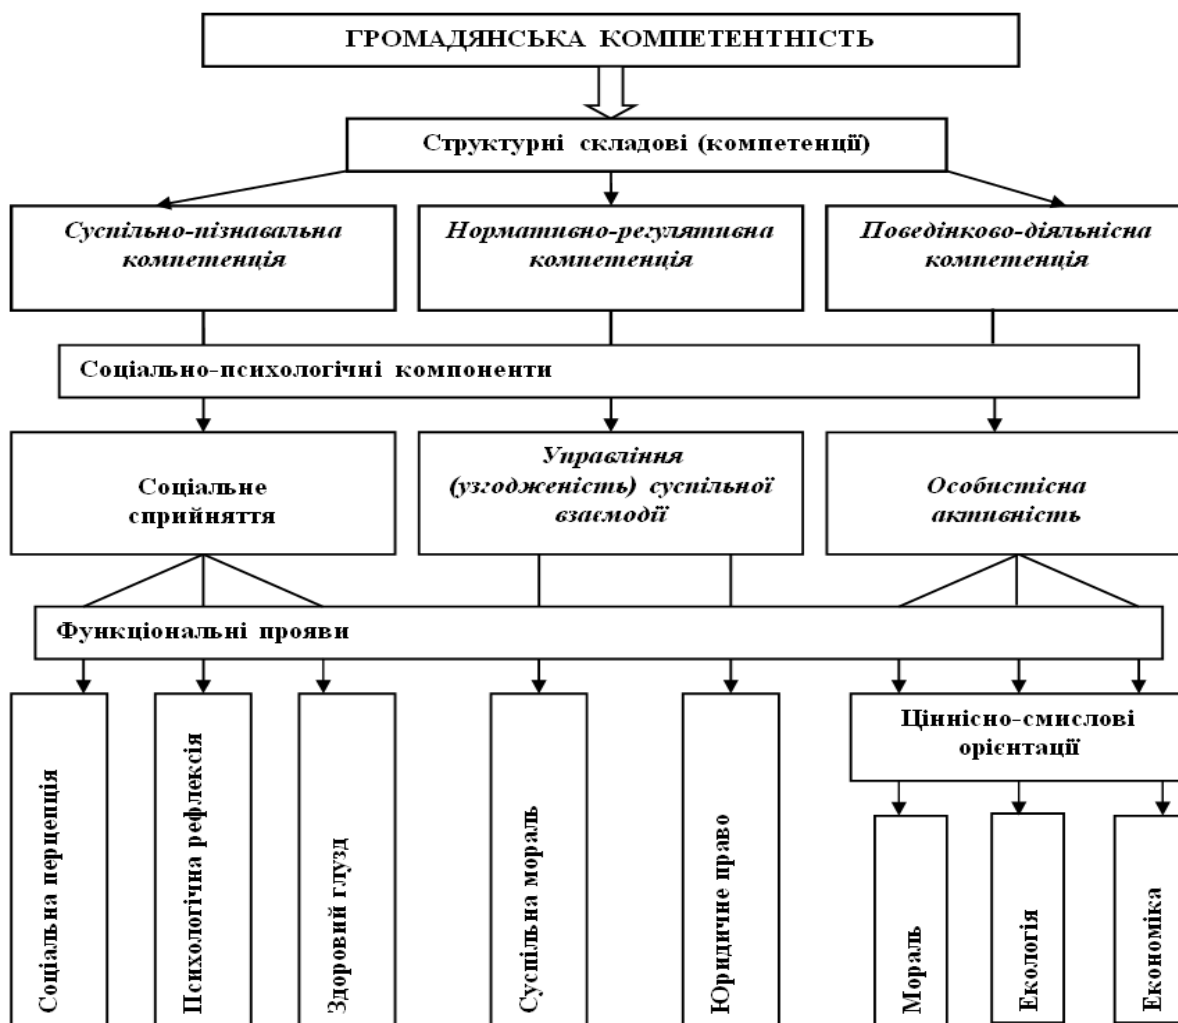 ГРОМАДЯНСЬКА КОМПЕТЕНТНІСТЬ
Структурні складові (компетенції)
Суспільно-пізнавальна
компетенція
Нормативно-регулятивна
компетенція
Поведінково-діяльнісна
компетенція
Соціально-психологічні компоненти
Соціальне
сприйняття
Управління
(узгодженість) суспільної
взаємодії
Особистісна
активність
Функціональні прояви
Соціальна перцепція
Психологічна рефлексія
Здоровий глузд
Суспільна мораль
Юридичне право
Ціннісно-смислові
орієнтації
Мораль
Екологія
Економіка